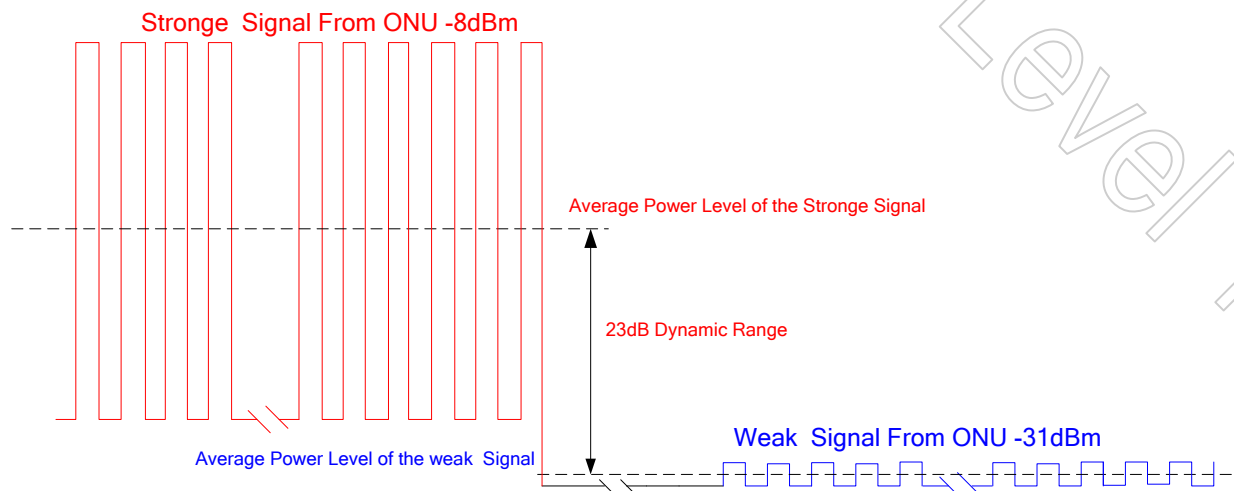 Stronge Signal From ONU -8dBm
Level
Average Power Level of the Stronge Signal
23dB Dynamic Range
Weak Signal From ONU -31dBm
Average Power Level of the weak Signal